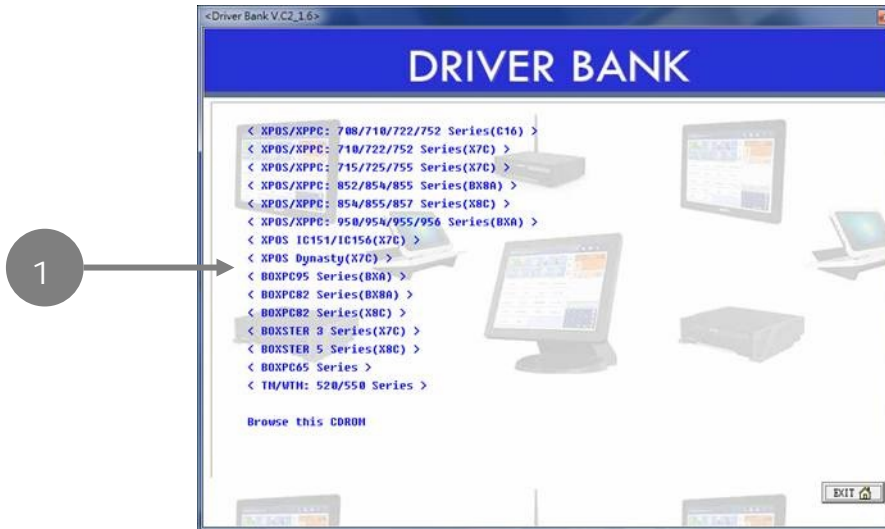 <Driver Bank V.C2_1.6>
DRIVER BANK
< XPOS/XPPC: 708/710/722/752 Series(C16) >
< XPOS/XPPC: 710/722/752 Series(X7C) >
< XPOS/XPPC: 715/725/755 Series(X7C) >
< XPOS/XPPC: 852/854/855 Series(BX8A) >
< XPOS/XPPC: 854/855/857 Series(X8C) >
< XPOS/XPPC: 950/954/955/956 Series(BXA) >
< XPOS IC151/IC156(X7C) >
< XPOS Dynasty(X7C) >
1
< BOXPC95 Series(BXA) >
< BOXPC82 Series(BX8A) >
< BOXPC82 Series(X8C) >
< BOXSTER 3 Series(X7C) >
< BOXSTER 5 Series(X8C) >
< BOXPC65 Series >
< TM/WTM: 520/550 Series >
Browse this CDROM
EXIT